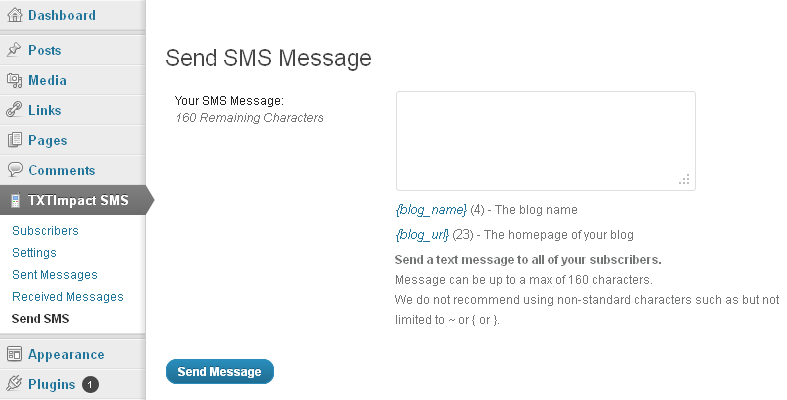 Dashboard
Posts
Media
Links
Pages
Comments
TXTImpact SMS
Subscribers
Settings
Sent Messages
Received Messages
Send SMS
Appearance
Plugins 1
Send SMS Message
Your SMS Message:
160 Remaining Characters
{blog_name} (4) - The blog name
{blog_url} (23) - The homepage of your blog
Send a text message to all of your subscribers.
Message can be up to a max of 160 characters.
We do not recommend using non-standard characters such as but not
limited to ~ or { or }.
Send Message